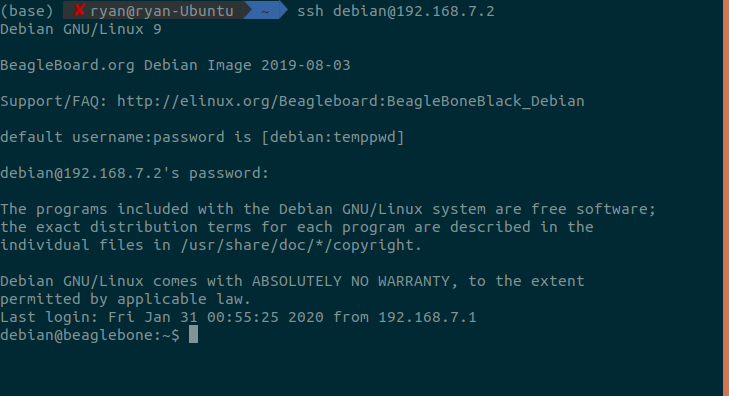 (base) ✘ ryan@ryan-Ubuntu ~ ssh debian@192.168.7.2
Debian GNU/Linux 9
BeagleBoard.org Debian Image 2019-08-03
Support/FAQ: http://elinux.org/Beagleboard:BeagleBoneBlack_Debian
default username:password is [debian:temppwd]
debian@192.168.7.2's password:
The programs included with the Debian GNU/Linux system are free software;
the exact distribution terms for each program are described in the
individual files in /usr/share/doc/*/copyright.
Debian GNU/Linux comes with ABSOLUTELY NO WARRANTY, to the extent
permitted by applicable law.
Last login: Fri Jan 31 00:55:25 2020 from 192.168.7.1
debian@beaglebone:~$